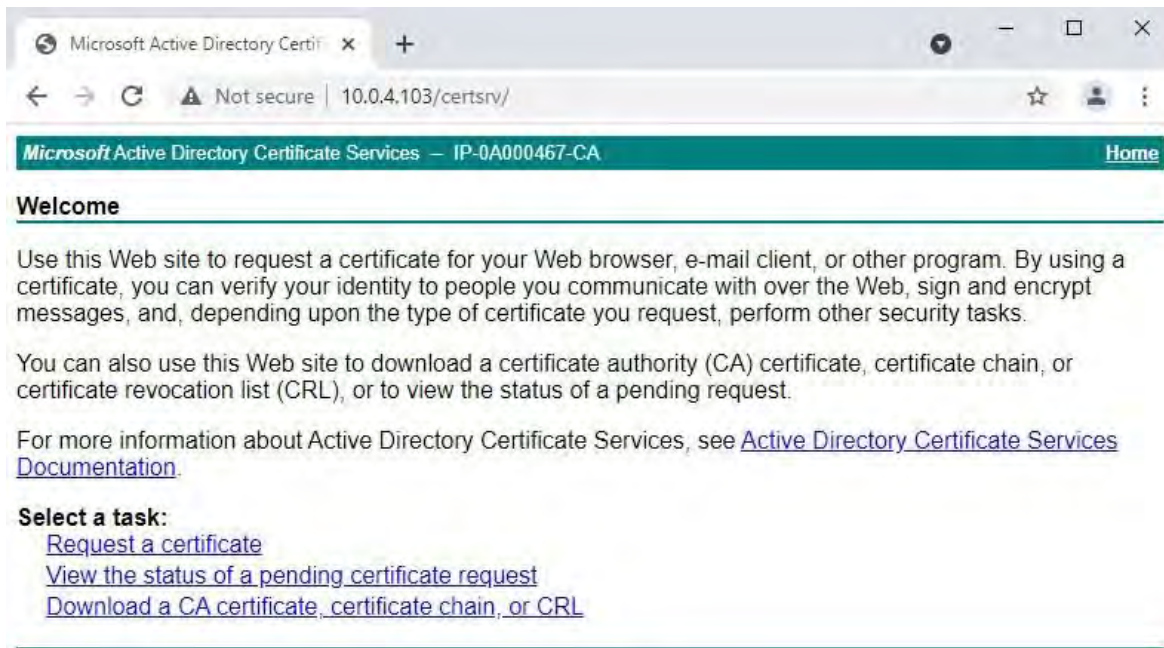 Microsoft Active Directory Certif
Not secure | 10.0.4.103/certsrv/
Microsoft Active Directory Certificate Services – IP-0A000467-CA Home
Welcome
Use this Web site to request a certificate for your Web browser, e-mail client, or other program. By using a
certificate, you can verify your identity to people you communicate with over the Web, sign and encrypt
messages, and, depending upon the type of certificate you request, perform other security tasks.
You can also use this Web site to download a certificate authority (CA) certificate, certificate chain, or
certificate revocation list (CRL), or to view the status of a pending request.
For more information about Active Directory Certificate Services, see Active Directory Certificate Services
Documentation.
Select a task:
Request a certificate
View the status of a pending certificate request
Download a CA certificate, certificate chain, or CRL